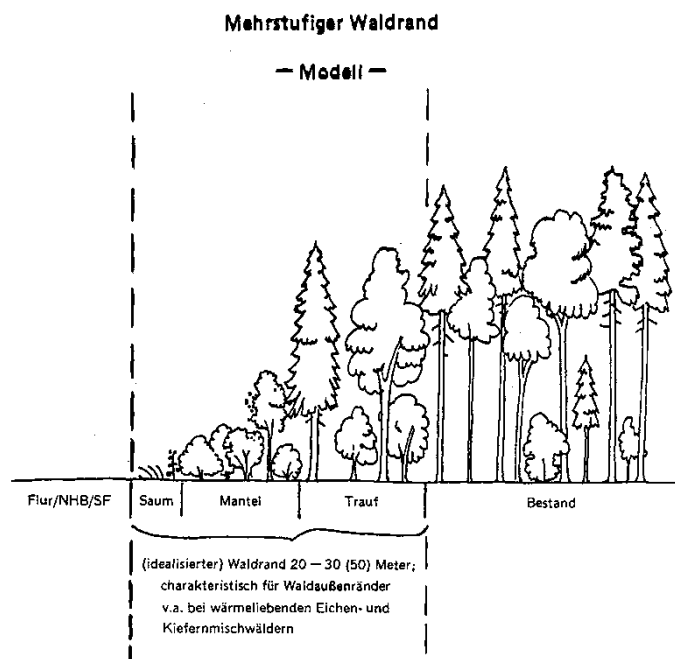 Mehrstufiger Waldrand
— Modell —
Flur/NHB/SF Saum Mantel Trauf Bestand
(idealisierter) Waldrand 20 — 30 (50) Meter;
charakteristisch für Waldaußenränder
v.a. bei wärmeliebenden Eichen- und
Kiefernmischwäldern